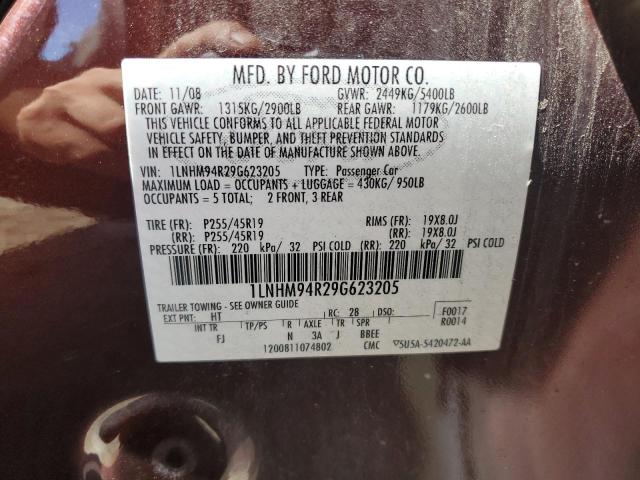 MFD. BY FORD MOTOR CO.
DATE: 11/08 GVWR: 2449KG/5400LB
FRONT GAWR: 1315KG/2900LB REAR GAWR: 1179KG/2600LB
THIS VEHICLE CONFORMS TO ALL APPLICABLE FEDERAL MOTOR
VEHICLE SAFETY, BUMPER, AND THEFT PREVENTION STANDARDS
IN EFFECT ON THE DATE OF MANUFACTURE SHOWN ABOVE.
VIN: 1LNHM94R29G623205 TYPE: Passenger Car
MAXIMUM LOAD = OCCUPANTS + LUGGAGE = 430KG/950LB
OCCUPANTS = 5 TOTAL; 2 FRONT, 3 REAR
TIRE (FR): P255/45R19 RIMS (FR): 19X8.0J
(RR): P255/45R19 (RR): 19X8.0J
PRESSURE (FR): 220 kPa/ 32 PSI COLD (RR): 220 kPa/ 32 PSI COLD
1LNHM94R29G623205
TRAILER TOWING - SEE OWNER GUIDE
EXT PNT: HT RC: 28 DSO: F0017
INT TR TP/PS R AXLE TR SPR R0014
FJ N 3A J BBEE
1200811074802 CMC ▽5U5A-5420472-AA